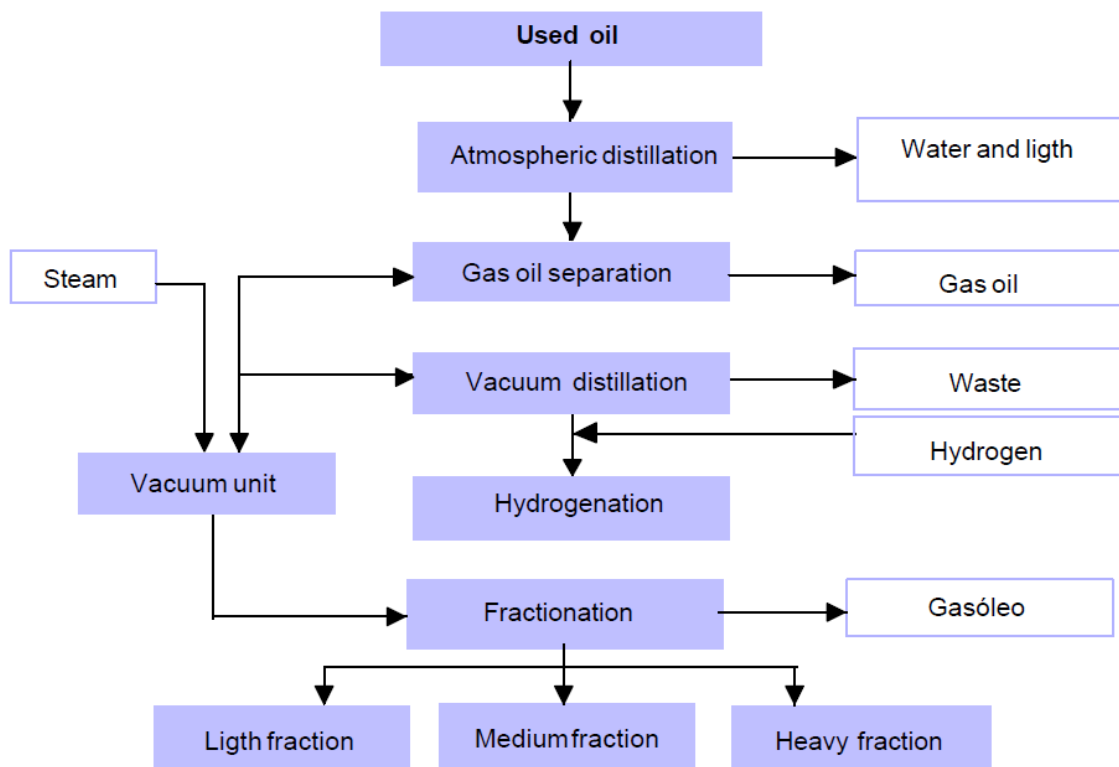 Used oil
Atmospheric distillation
Water and ligth
Gas oil separation
Steam
Gas oil
Vacuum distillation
Waste
Hydrogen
Vacuum unit
Hydrogenation
Fractionation
Gasóleo
Ligth fraction
Medium fraction
Heavy fraction